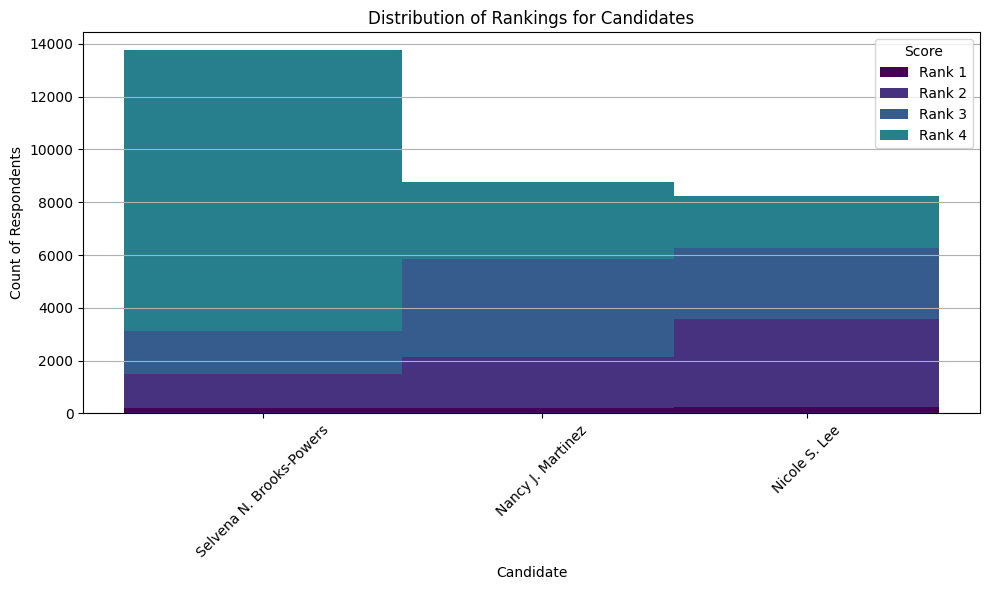 Distribution of Rankings for Candidates
Score
Rank 1
Rank 2
Rank 3
Rank 4
Count of Respondents
14000
12000
10000
8000
6000
4000
2000
0
Selvena N. Brooks-Powers
Nancy J. Martinez
Nicole S. Lee
Candidate